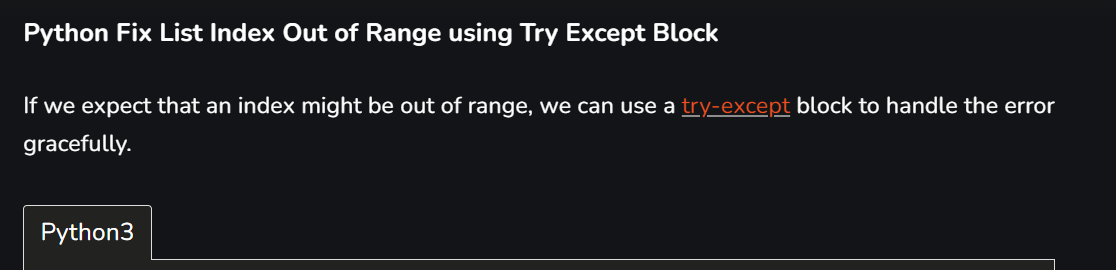 Python Fix List Index Out of Range using Try Except Block
If we expect that an index might be out of range, we can use a try-except block to handle the error
gracefully.
Python3